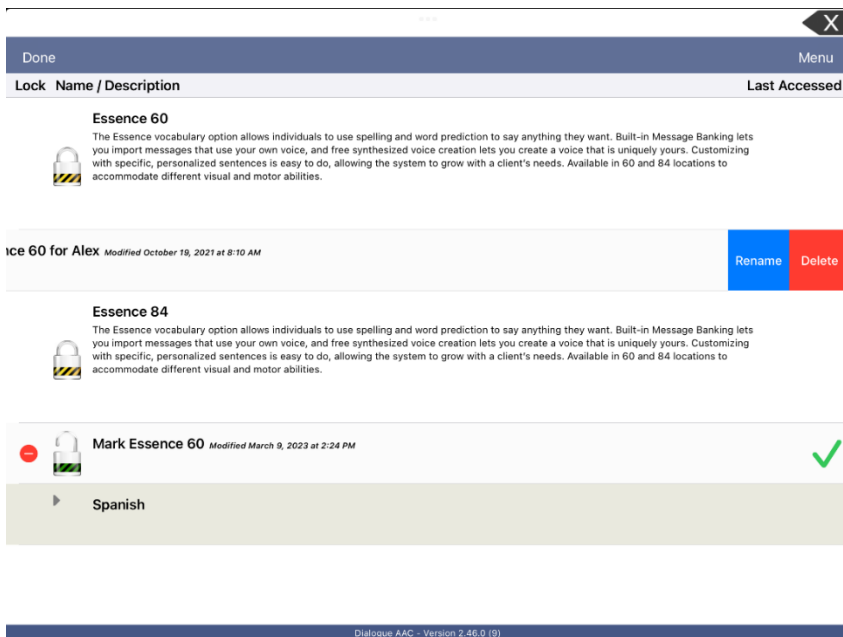 X
Done Menu
Lock Name / Description Last Accessed
Essence 60
The Essence vocabulary option allows individuals to use spelling and word prediction to say anything they want. Built-in Message Banking lets
you import messages that use your own voice, and free synthesized voice creation lets you create a voice that is uniquely yours. Customizing
with specific, personalized sentences is easy to do, allowing the system to grow with a client's needs. Available in 60 and 84 locations to
accommodate different visual and motor abilities.
nce 60 for Alex Modified October 19, 2021 at 8:10 AM Rename Delete
Essence 84
The Essence vocabulary option allows individuals to use spelling and word prediction to say anything they want. Built-in Message Banking lets
you import messages that use your own voice, and free synthesized voice creation lets you create a voice that is uniquely yours. Customizing
with specific, personalized sentences is easy to do, allowing the system to grow with a client's needs. Available in 60 and 84 locations to
accommodate different visual and motor abilities.
Mark Essence 60 Modified March 9, 2023 at 2:24 PM
Spanish
Dialogue AAC - Version 2.46.0 (9)